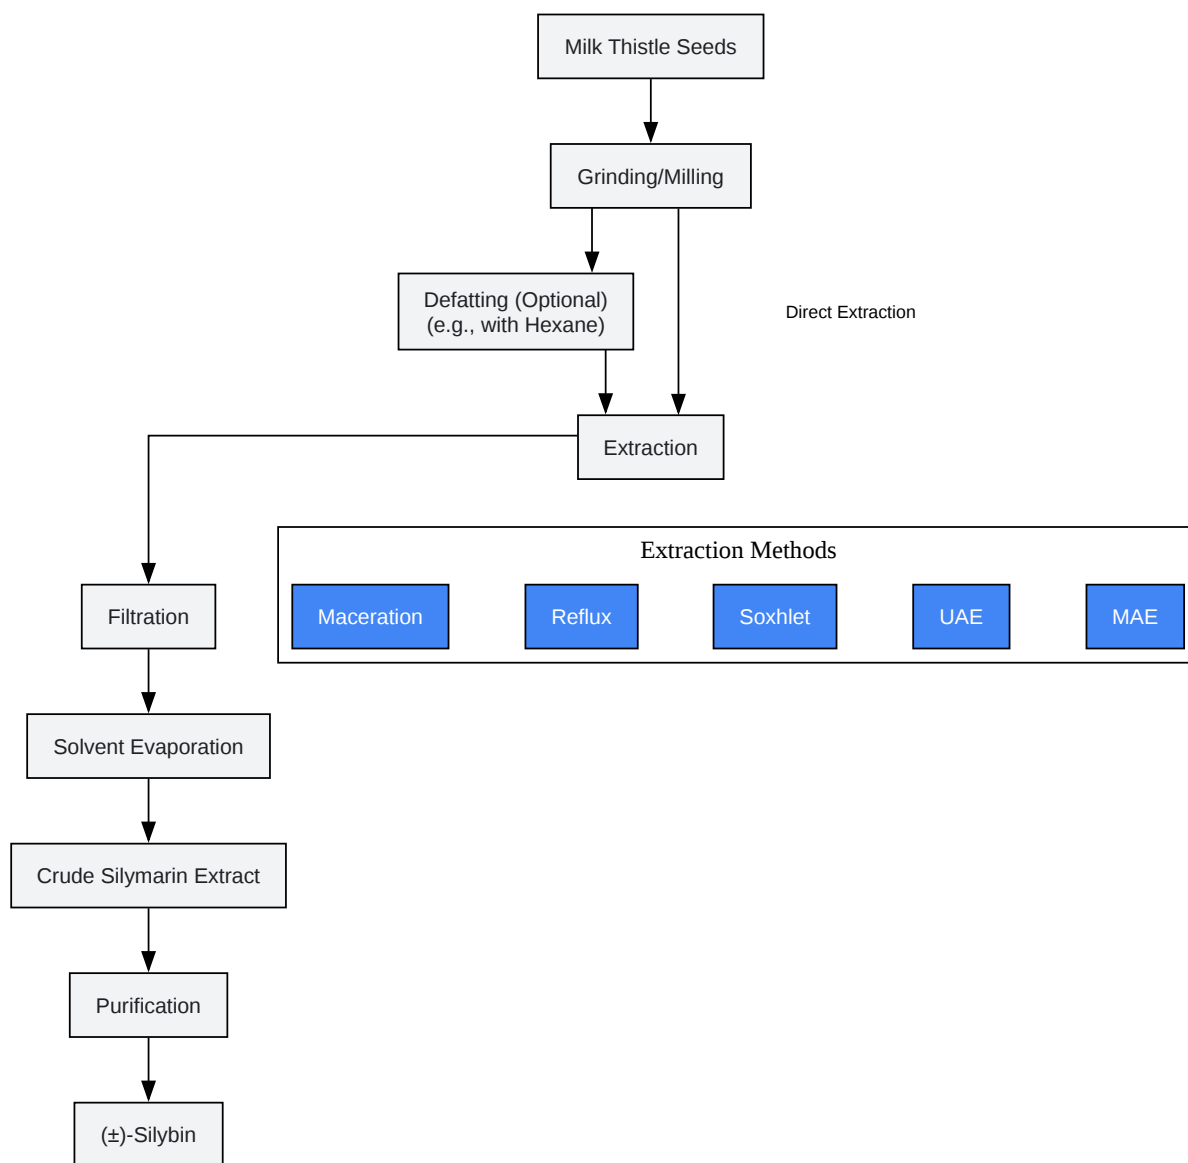 Milk Thistle Seeds
Grinding/Milling
Defatting (Optional)
(e.g., with Hexane)
Direct Extraction
Extraction
Extraction Methods
Filtration
Maceration
Reflux
Soxhlet
UAE
MAE
Solvent Evaporation
Crude Silymarin Extract
Purification
(±)-Silybin